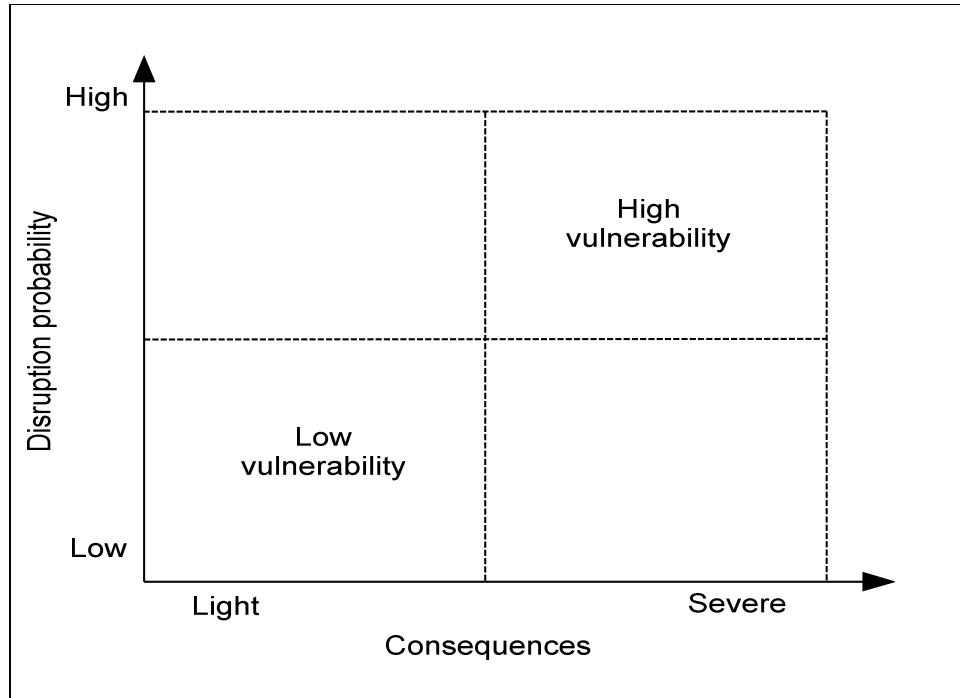 High
High
vulnerability
Disruption probability
Low
vulnerability
Low
Light
Severe
Consequences